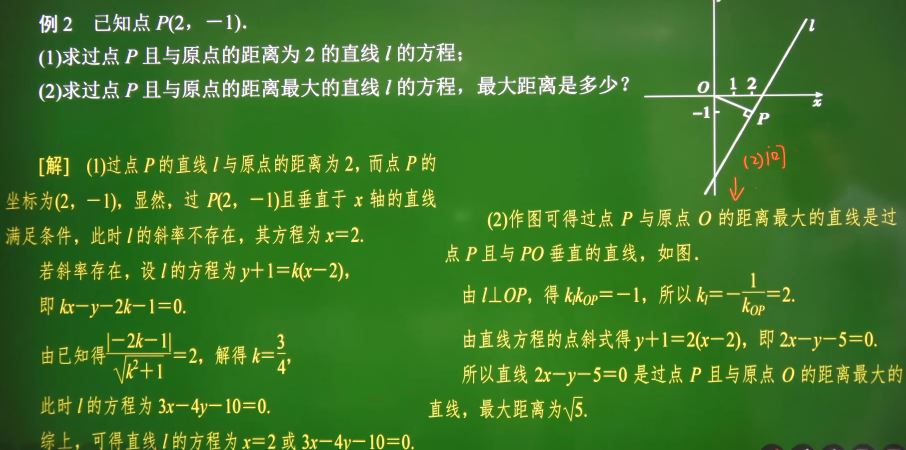 例2 已知点 P(2，－1)．
(1)求过点 P 且与原点的距离为 2 的直线 l 的方程；
(2)求过点 P 且与原点的距离最大的直线 l 的方程，最大距离是多少？
[解] (1)过点 P 的直线 l 与原点的距离为 2，而点 P 的
坐标为(2，－1)，显然，过 P(2，－1)且垂直于 x 轴的直线
满足条件，此时 l 的斜率不存在，其方程为 x＝2.
若斜率存在，设 l 的方程为 y＋1＝k(x－2)，
即 kx－y－2k－1＝0.
由已知得|－2k－1|/√(k²＋1)＝2，解得 k＝3/4，
此时 l 的方程为 3x－4y－10＝0.
综上，可得直线 l 的方程为 x＝2 或 3x－4y－10＝0.
l
O 1 2
x
－1
P
(2)问
(2)作图可得过点 P 与原点 O 的距离最大的直线是过
点 P 且与 PO 垂直的直线，如图．
由 l⊥OP，得 kₗkOP＝－1，所以 kₗ＝－1/kOP＝2.
由直线方程的点斜式得 y＋1＝2(x－2)，即 2x－y－5＝0.
所以直线 2x－y－5＝0 是过点 P 且与原点 O 的距离最大的
直线，最大距离为√5.